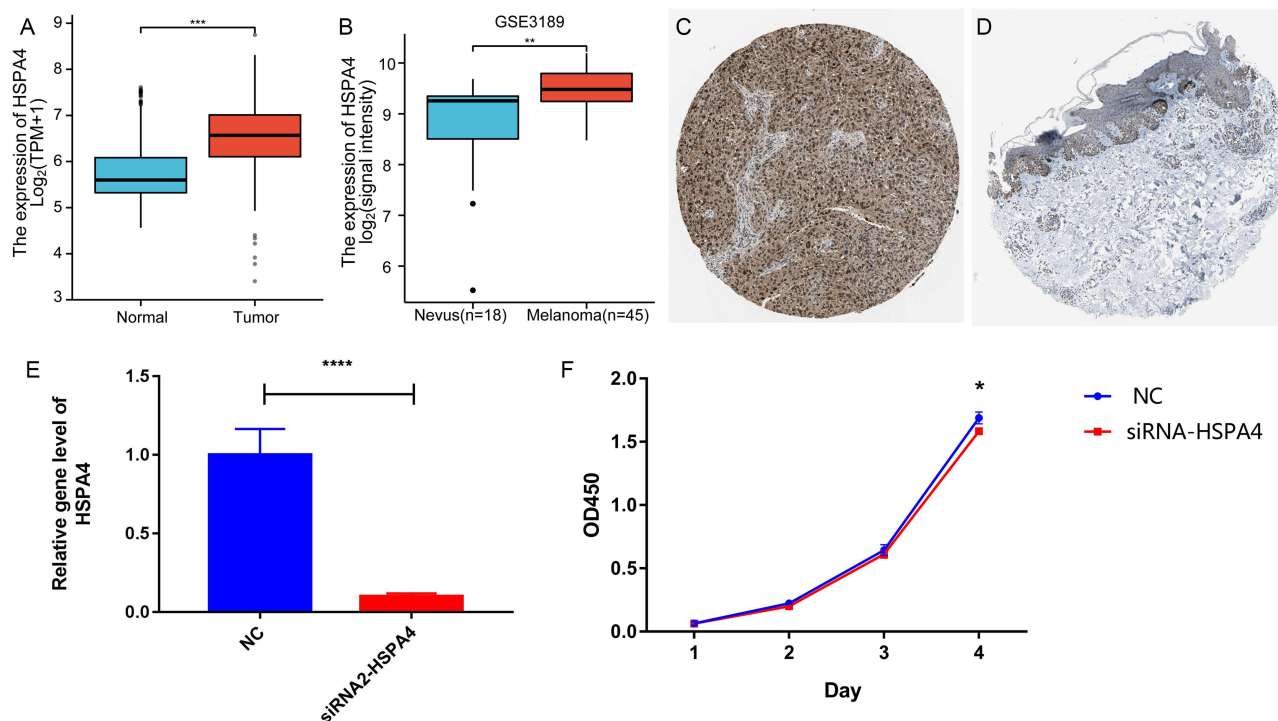 A
The expression of HSPA4
Log₂(TPM+1)
9
8
7
6
5
4
3
***
Normal
Tumor
B
GSE3189
The expression of HSPA4
log₂(signal intensity)
10
9
8
7
6
**
Nevus(n=18)
Melanoma(n=45)
C
D
E
Relative gene level of
HSPA4
1.5
1.0
0.5
0.0
****
NC
siRNA2-HSPA4
F
OD450
2.0
1.5
1.0
0.5
0.0
*
1
2
3
4
Day
NC
siRNA-HSPA4